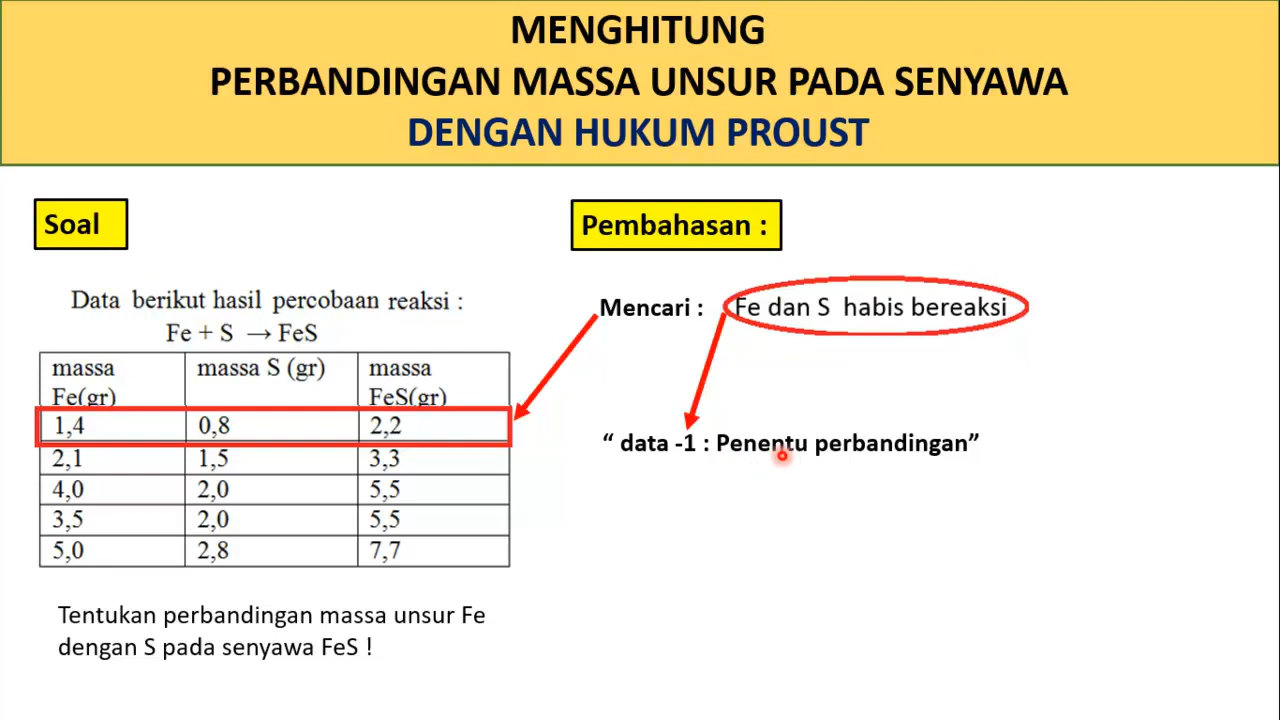 MENGHITUNG
PERBANDINGAN MASSA UNSUR PADA SENYAWA
DENGAN HUKUM PROUST
Soal
Data berikut hasil percobaan reaksi :
Fe + S → FeS
massa Fe(gr) massa S (gr) massa FeS(gr)
1,4 0,8 2,2
2,1 1,5 3,3
4,0 2,0 5,5
3,5 2,0 5,5
5,0 2,8 7,7
Tentukan perbandingan massa unsur Fe
dengan S pada senyawa FeS !
Pembahasan :
Mencari : Fe dan S habis bereaksi
“ data -1 : Penentu perbandingan”